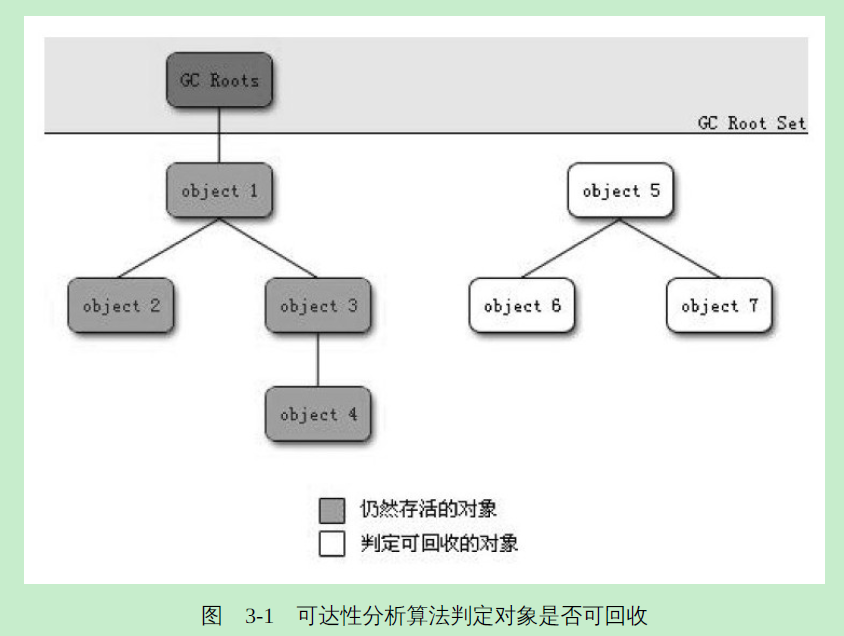 GC Roots
GC Root Set
object 1
object 5
object 2
object 3
object 6
object 7
object 4
仍然存活的对象
判定可回收的对象
图 3-1 可达性分析算法判定对象是否可回收